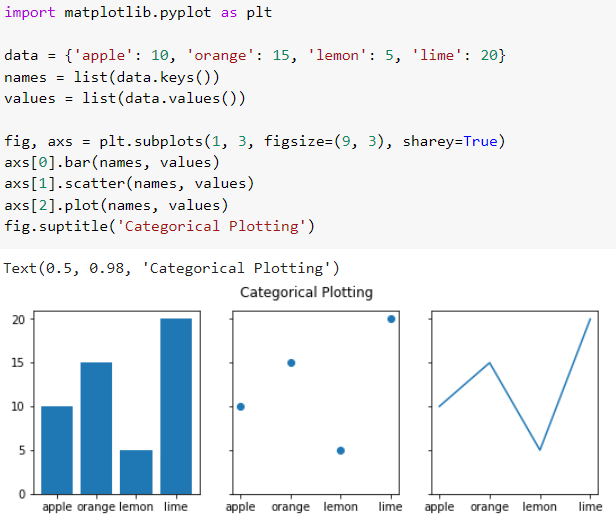 import matplotlib.pyplot as plt
data = {'apple': 10, 'orange': 15, 'lemon': 5, 'lime': 20}
names = list(data.keys())
values = list(data.values())
fig, axs = plt.subplots(1, 3, figsize=(9, 3), sharey=True)
axs[0].bar(names, values)
axs[1].scatter(names, values)
axs[2].plot(names, values)
fig.suptitle('Categorical Plotting')
Text(0.5, 0.98, 'Categorical Plotting')
Categorical Plotting
20
15
10
5
0
apple orange lemon lime
apple orange lemon lime
apple orange lemon lime